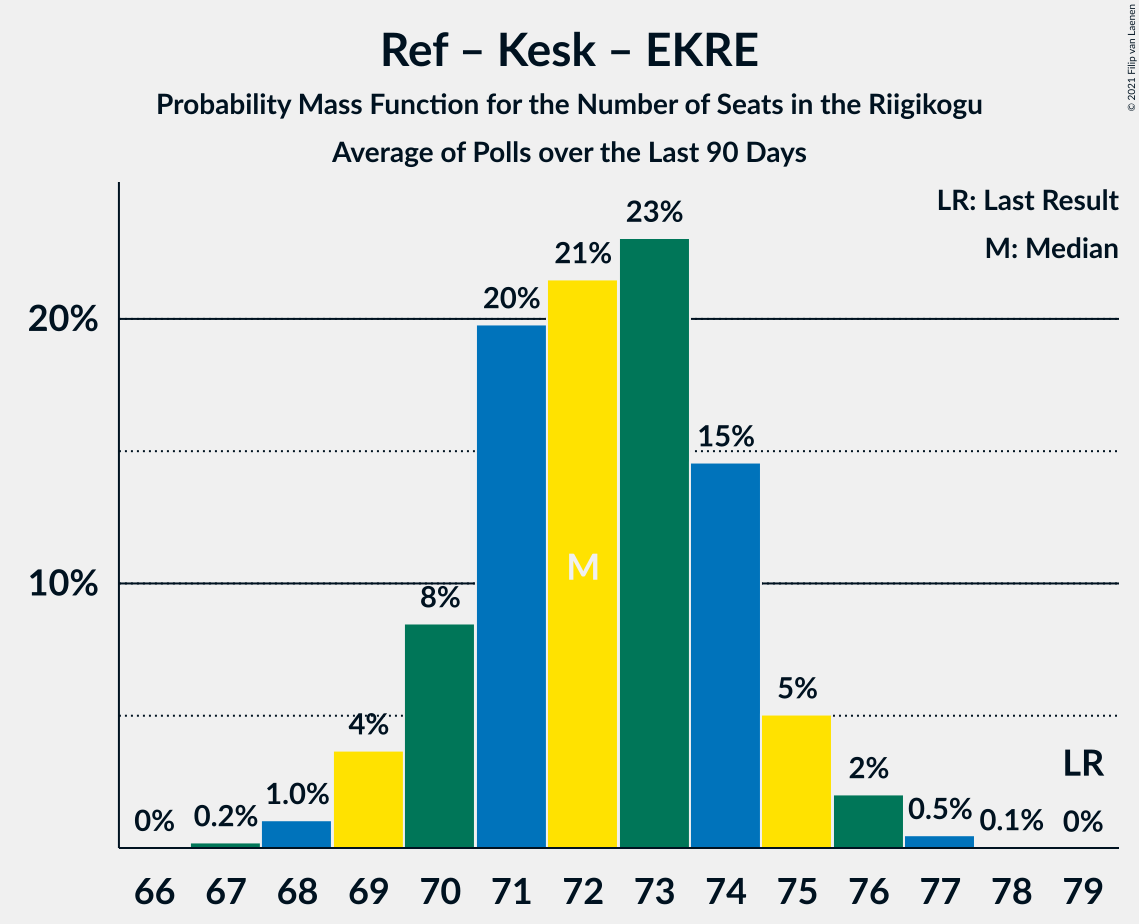 Ref – Kesk – EKRE
Probability Mass Function for the Number of Seats in the Riigikogu
Average of Polls over the Last 90 Days
© 2021 Filip van Laenen
LR: Last Result
M: Median
20%
10%
0%
0.2%
1.0%
4%
8%
20%
21%
23%
15%
5%
2%
0.5%
0.1%
0%
M
LR
66 67 68 69 70 71 72 73 74 75 76 77 78 79